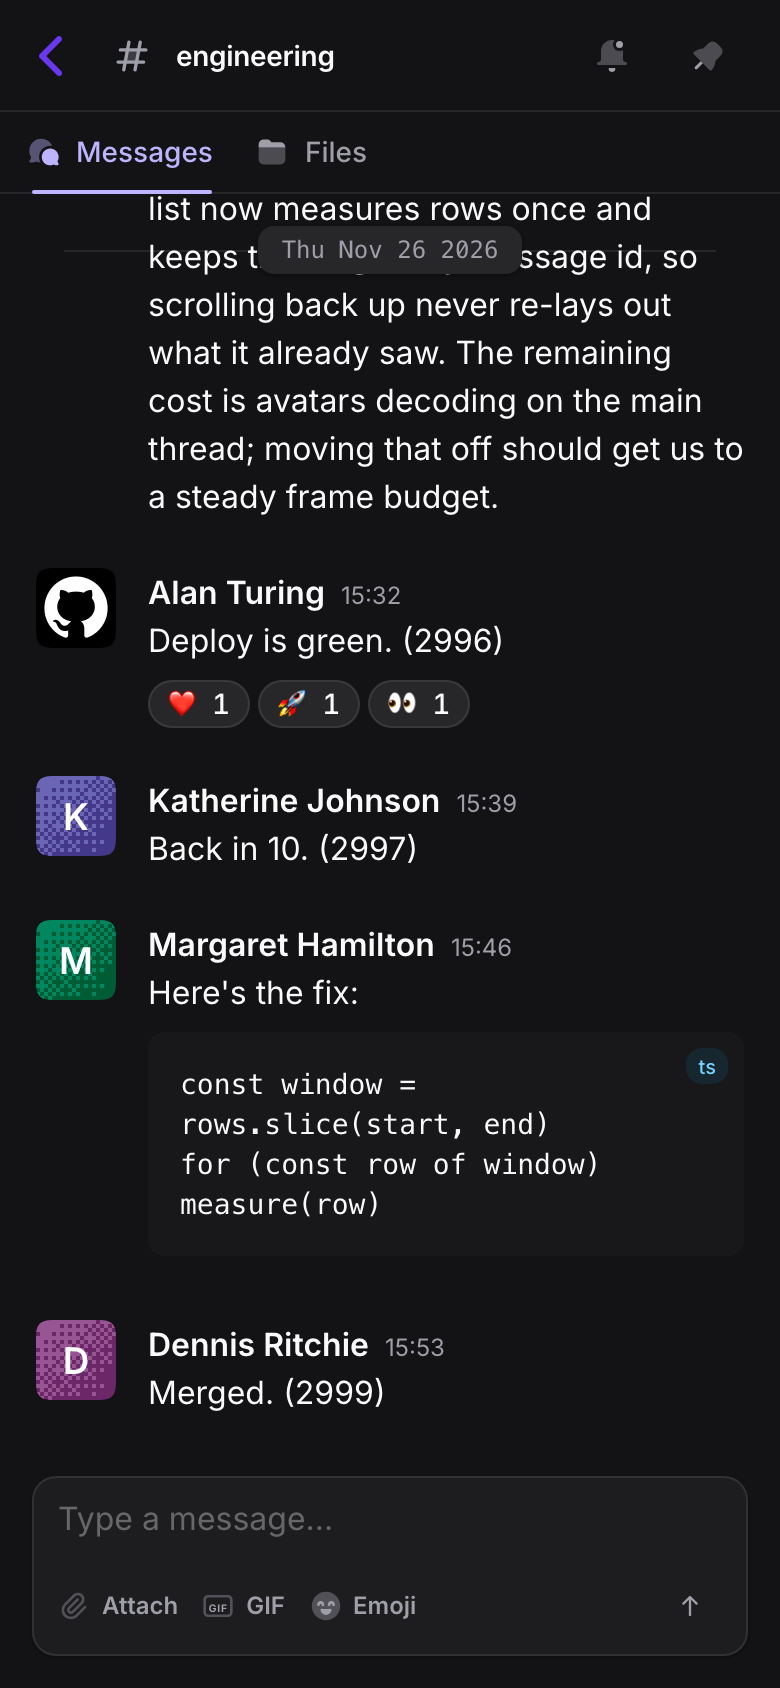 engineering
Messages
Files
list now measures rows once and
Thu Nov 26 2026
keeps ssage id, so
scrolling back up never re-lays out
what it already saw. The remaining
cost is avatars decoding on the main
thread; moving that off should get us to
a steady frame budget.
Alan Turing 15:32
Deploy is green. (2996)
❤️ 1 🚀 1 👀 1
K
Katherine Johnson 15:39
Back in 10. (2997)
M
Margaret Hamilton 15:46
Here's the fix:
ts
const window =
rows.slice(start, end)
for (const row of window)
measure(row)
D
Dennis Ritchie 15:53
Merged. (2999)
Type a message...
Attach GIF GIF Emoji